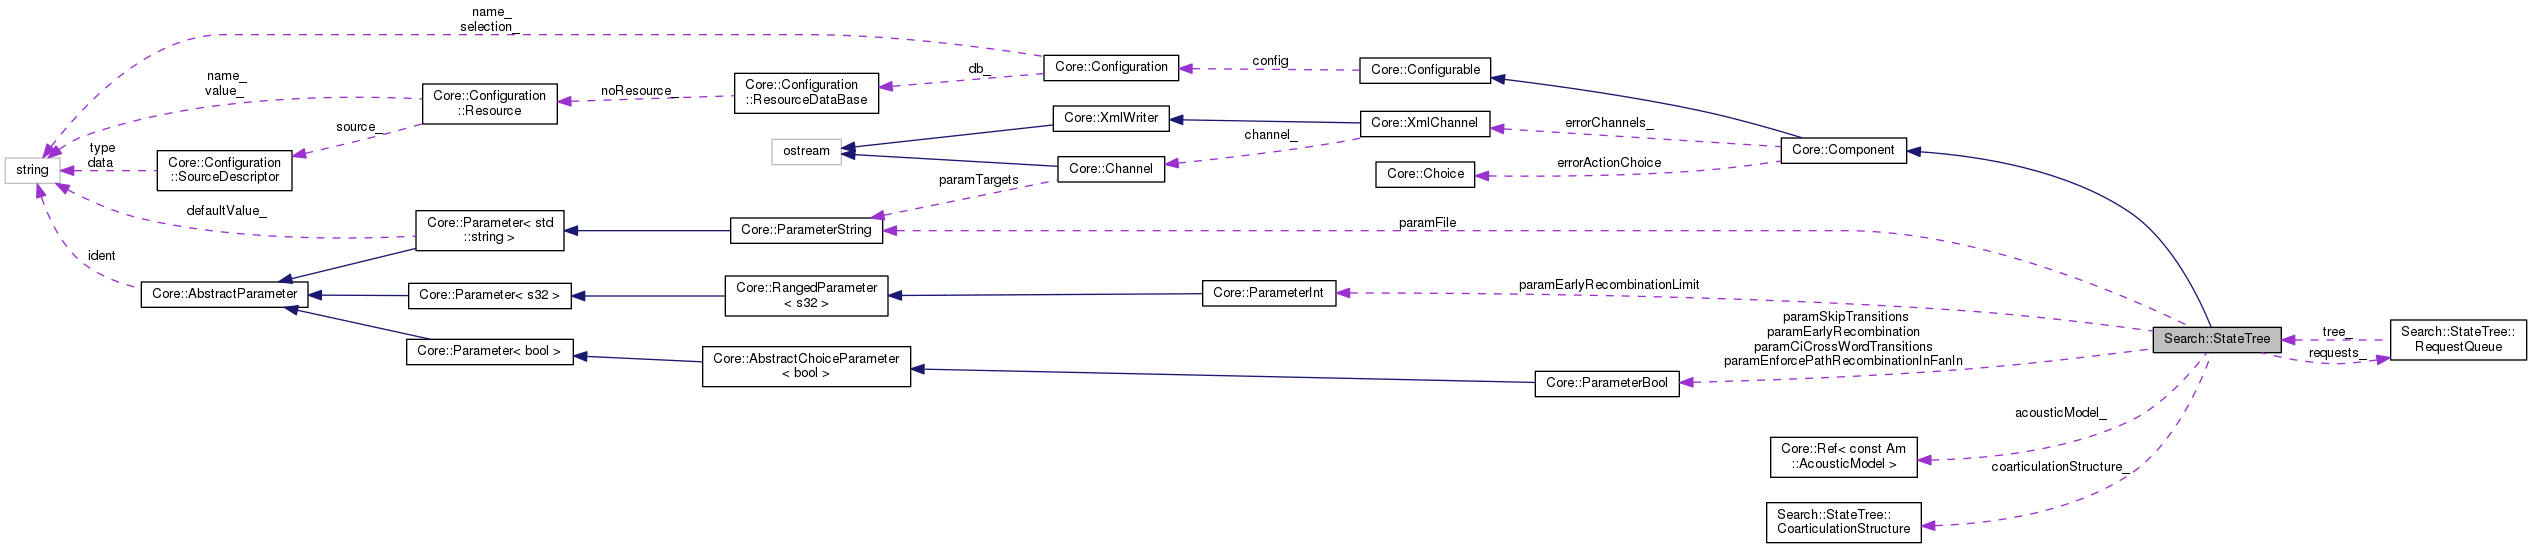 name_
selection_
name_
value_
source_
type
data
string
defaultValue_
ident
Core::Configuration
::Resource
Core::Configuration
::SourceDescriptor
Core::Parameter< std
::string >
Core::AbstractParameter
Core::Parameter< s32 >
Core::Parameter< bool >
noResource_
Core::Configuration
::ResourceDataBase
db_
Core::Configuration
config
Core::Configurable
ostream
Core::XmlWriter
Core::Channel
channel_
paramTargets
Core::XmlChannel
Core::Choice
errorChannels_
errorActionChoice
Core::Component
Core::ParameterString
paramFile
Core::RangedParameter
< s32 >
Core::ParameterInt
paramEarlyRecombinationLimit
Core::AbstractChoiceParameter
< bool >
Core::ParameterBool
paramSkipTransitions
paramEarlyRecombination
paramCiCrossWordTransitions
paramEnforcePathRecombinationInFanIn
Search::StateTree
tree_
requests_
Search::StateTree::
RequestQueue
acousticModel_
Core::Ref< const Am
::AcousticModel >
coarticulationStructure_
Search::StateTree::
CoarticulationStructure